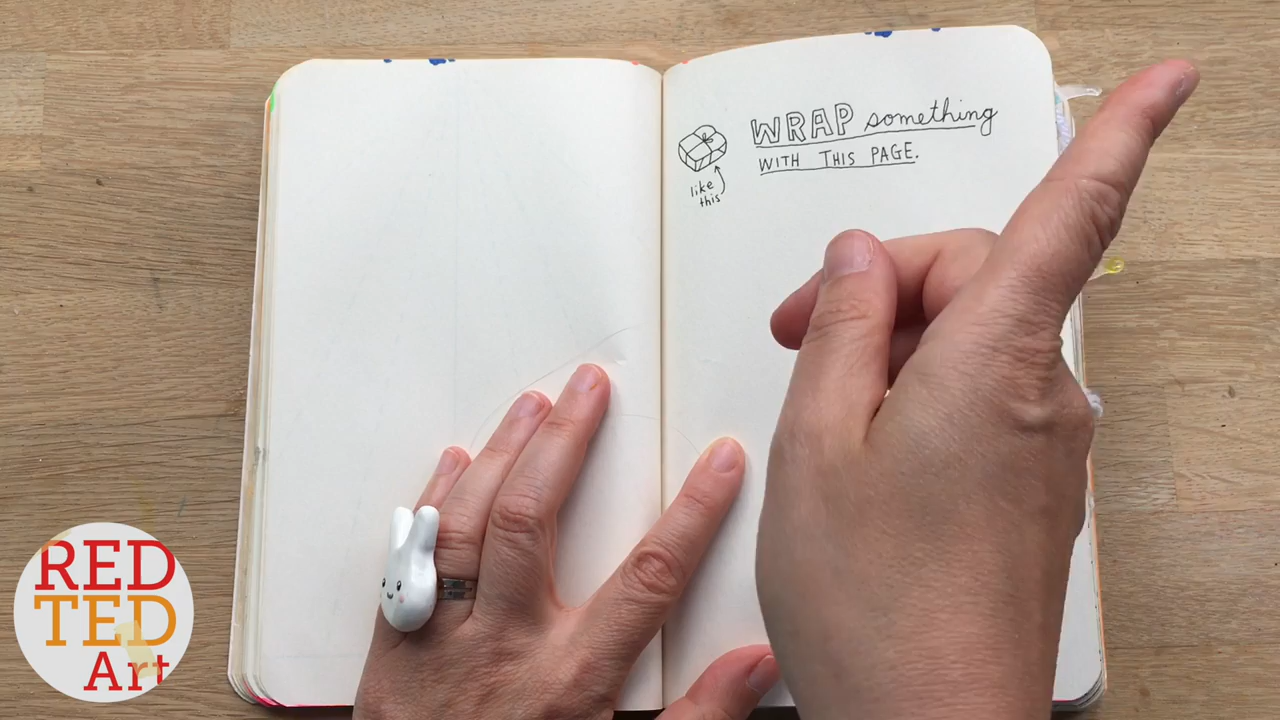 WRAP something
WITH THIS PAGE.
like
this
RED
TED
Art